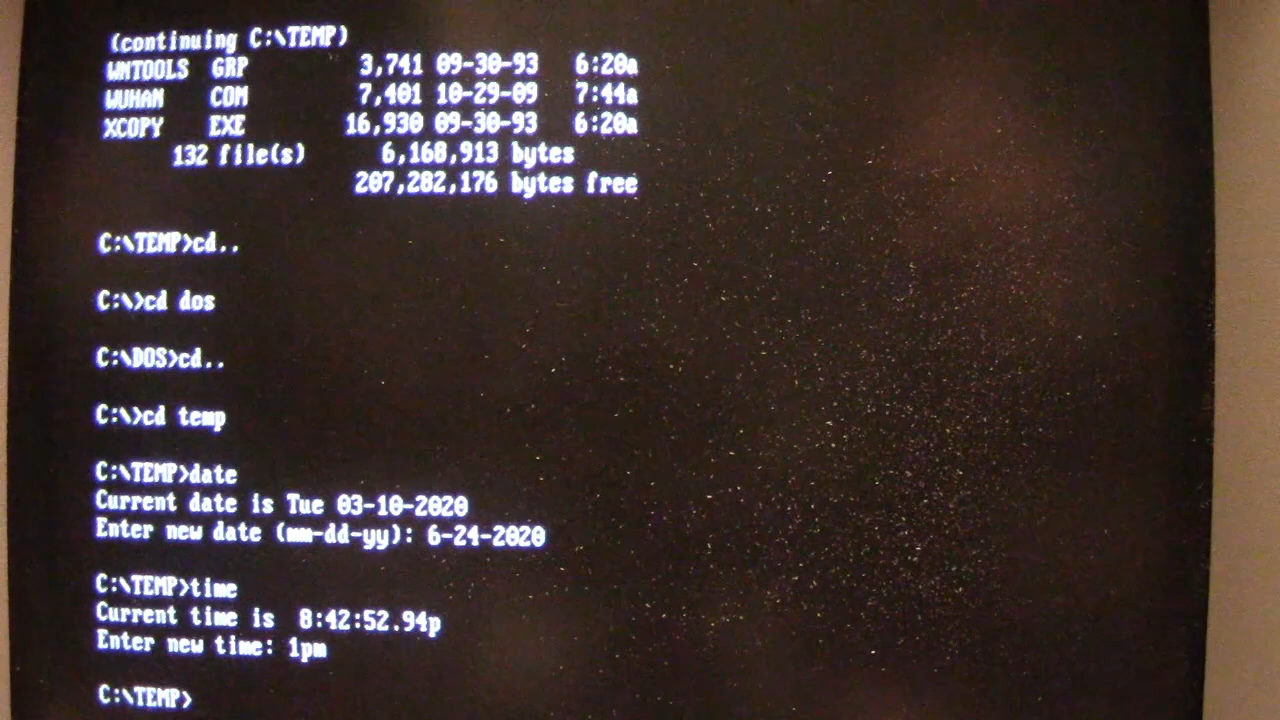 (continuing C:\TEMP)
WNTOOLS GRP 3,741 09-30-93 6:20a
WUHAN COM 7,401 10-29-09 7:44a
XCOPY EXE 16,930 09-30-93 6:20a
132 file(s) 6,168,913 bytes
207,282,176 bytes free
C:\TEMP>cd..
C:\>cd dos
C:\DOS>cd..
C:\>cd temp
C:\TEMP>date
Current date is Tue 03-10-2020
Enter new date (mm-dd-yy): 6-24-2020
C:\TEMP>time
Current time is 8:42:52.94p
Enter new time: 1pm
C:\TEMP>